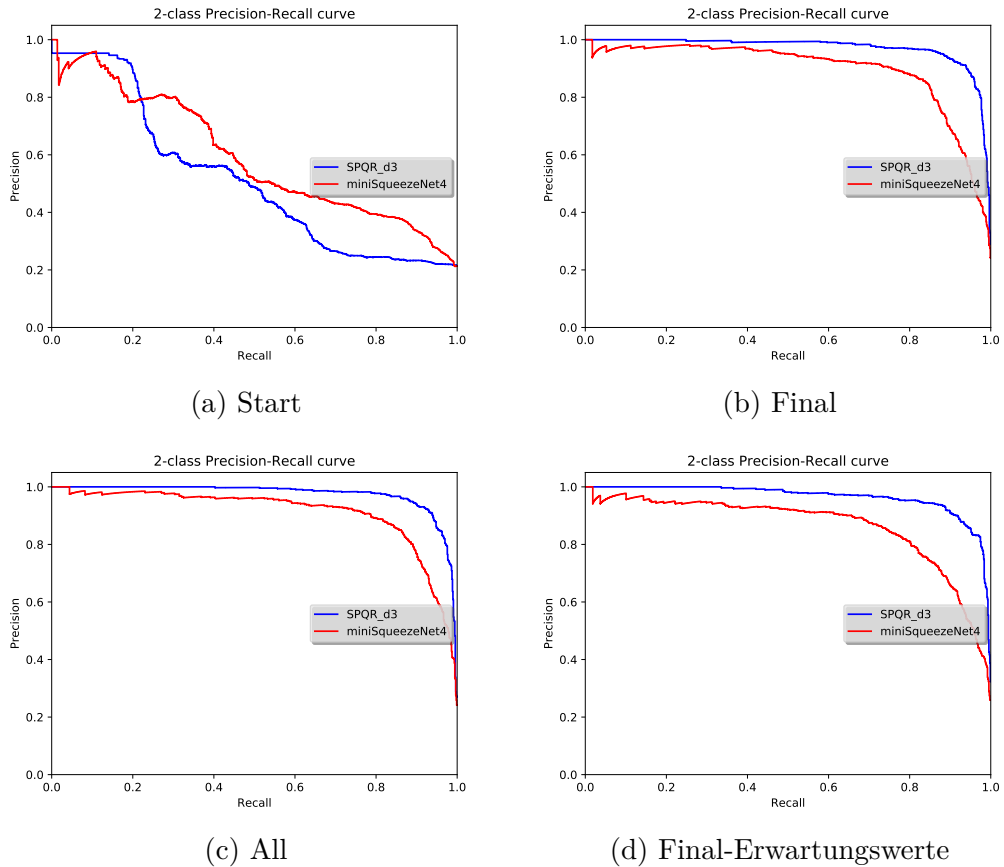 2-class Precision-Recall curve
1.0
0.8
0.6
0.4
0.2
0.0
Precision
SPQR_d3
miniSqueezeNet4
0.0 0.2 0.4 0.6 0.8 1.0
Recall
(a) Start
2-class Precision-Recall curve
1.0
0.8
0.6
0.4
0.2
0.0
Precision
SPQR_d3
miniSqueezeNet4
0.0 0.2 0.4 0.6 0.8 1.0
Recall
(b) Final
2-class Precision-Recall curve
1.0
0.8
0.6
0.4
0.2
0.0
Precision
SPQR_d3
miniSqueezeNet4
0.0 0.2 0.4 0.6 0.8 1.0
Recall
(c) All
2-class Precision-Recall curve
1.0
0.8
0.6
0.4
0.2
0.0
Precision
SPQR_d3
miniSqueezeNet4
0.0 0.2 0.4 0.6 0.8 1.0
Recall
(d) Final-Erwartungswerte